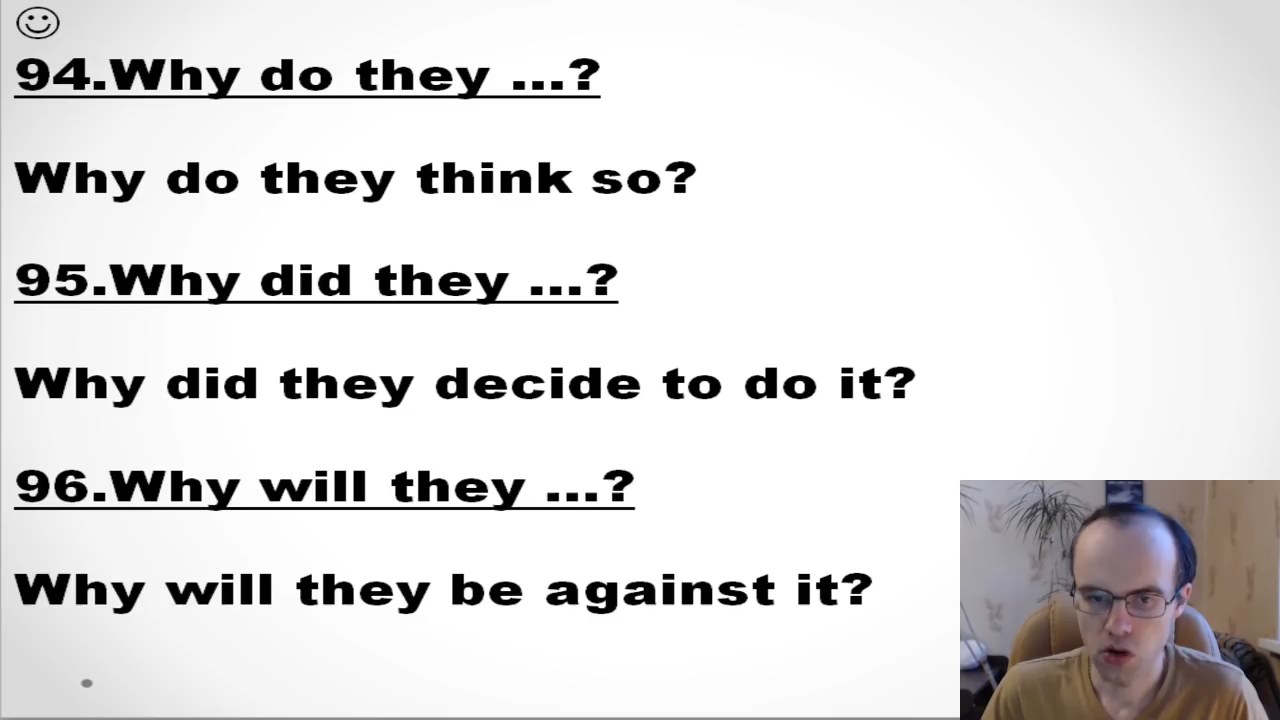 94.Why do they ...?
Why do they think so?
95.Why did they ...?
Why did they decide to do it?
96.Why will they ...?
Why will they be against it?